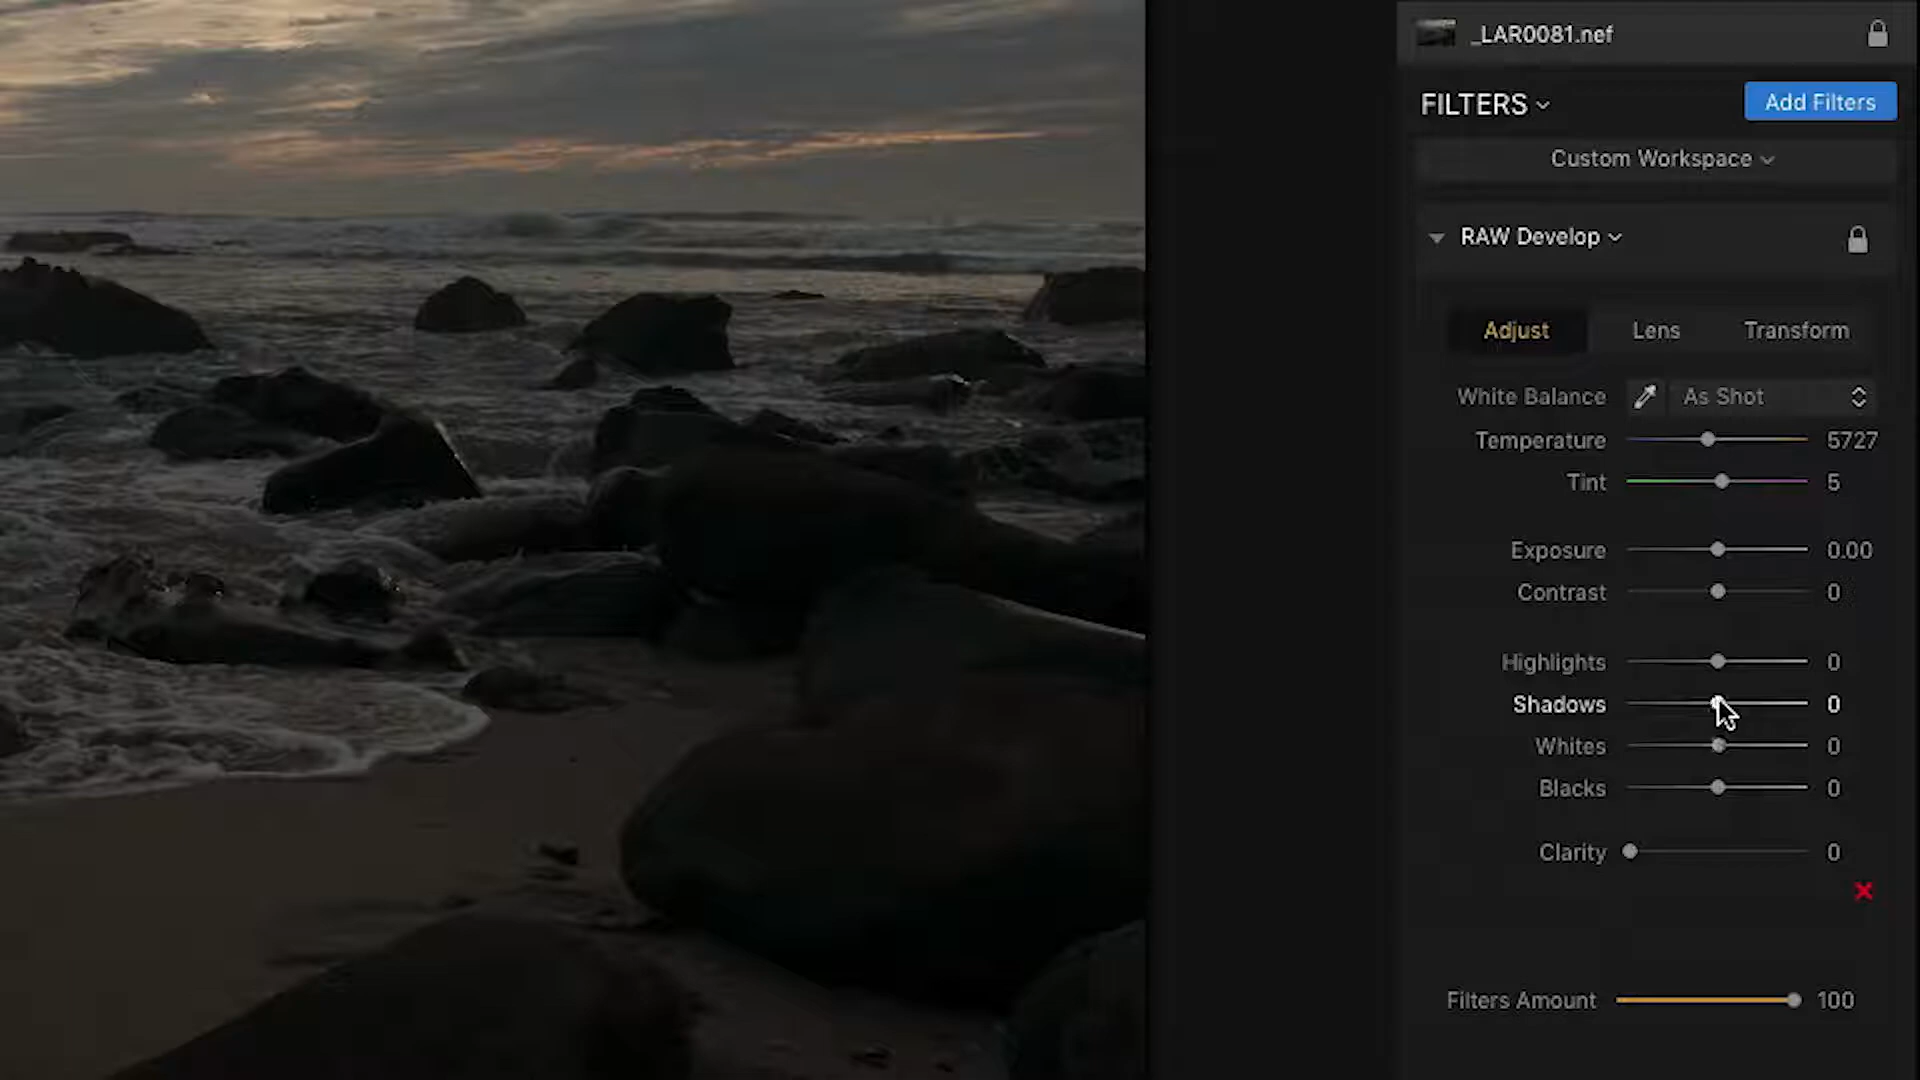 _LAR0081.nef
FILTERS
Add Filters
Custom Workspace
RAW Develop
Adjust Lens Transform
White Balance As Shot
Temperature 5727
Tint 5
Exposure 0.00
Contrast 0
Highlights 0
Shadows 0
Whites 0
Blacks 0
Clarity 0
Filters Amount 100